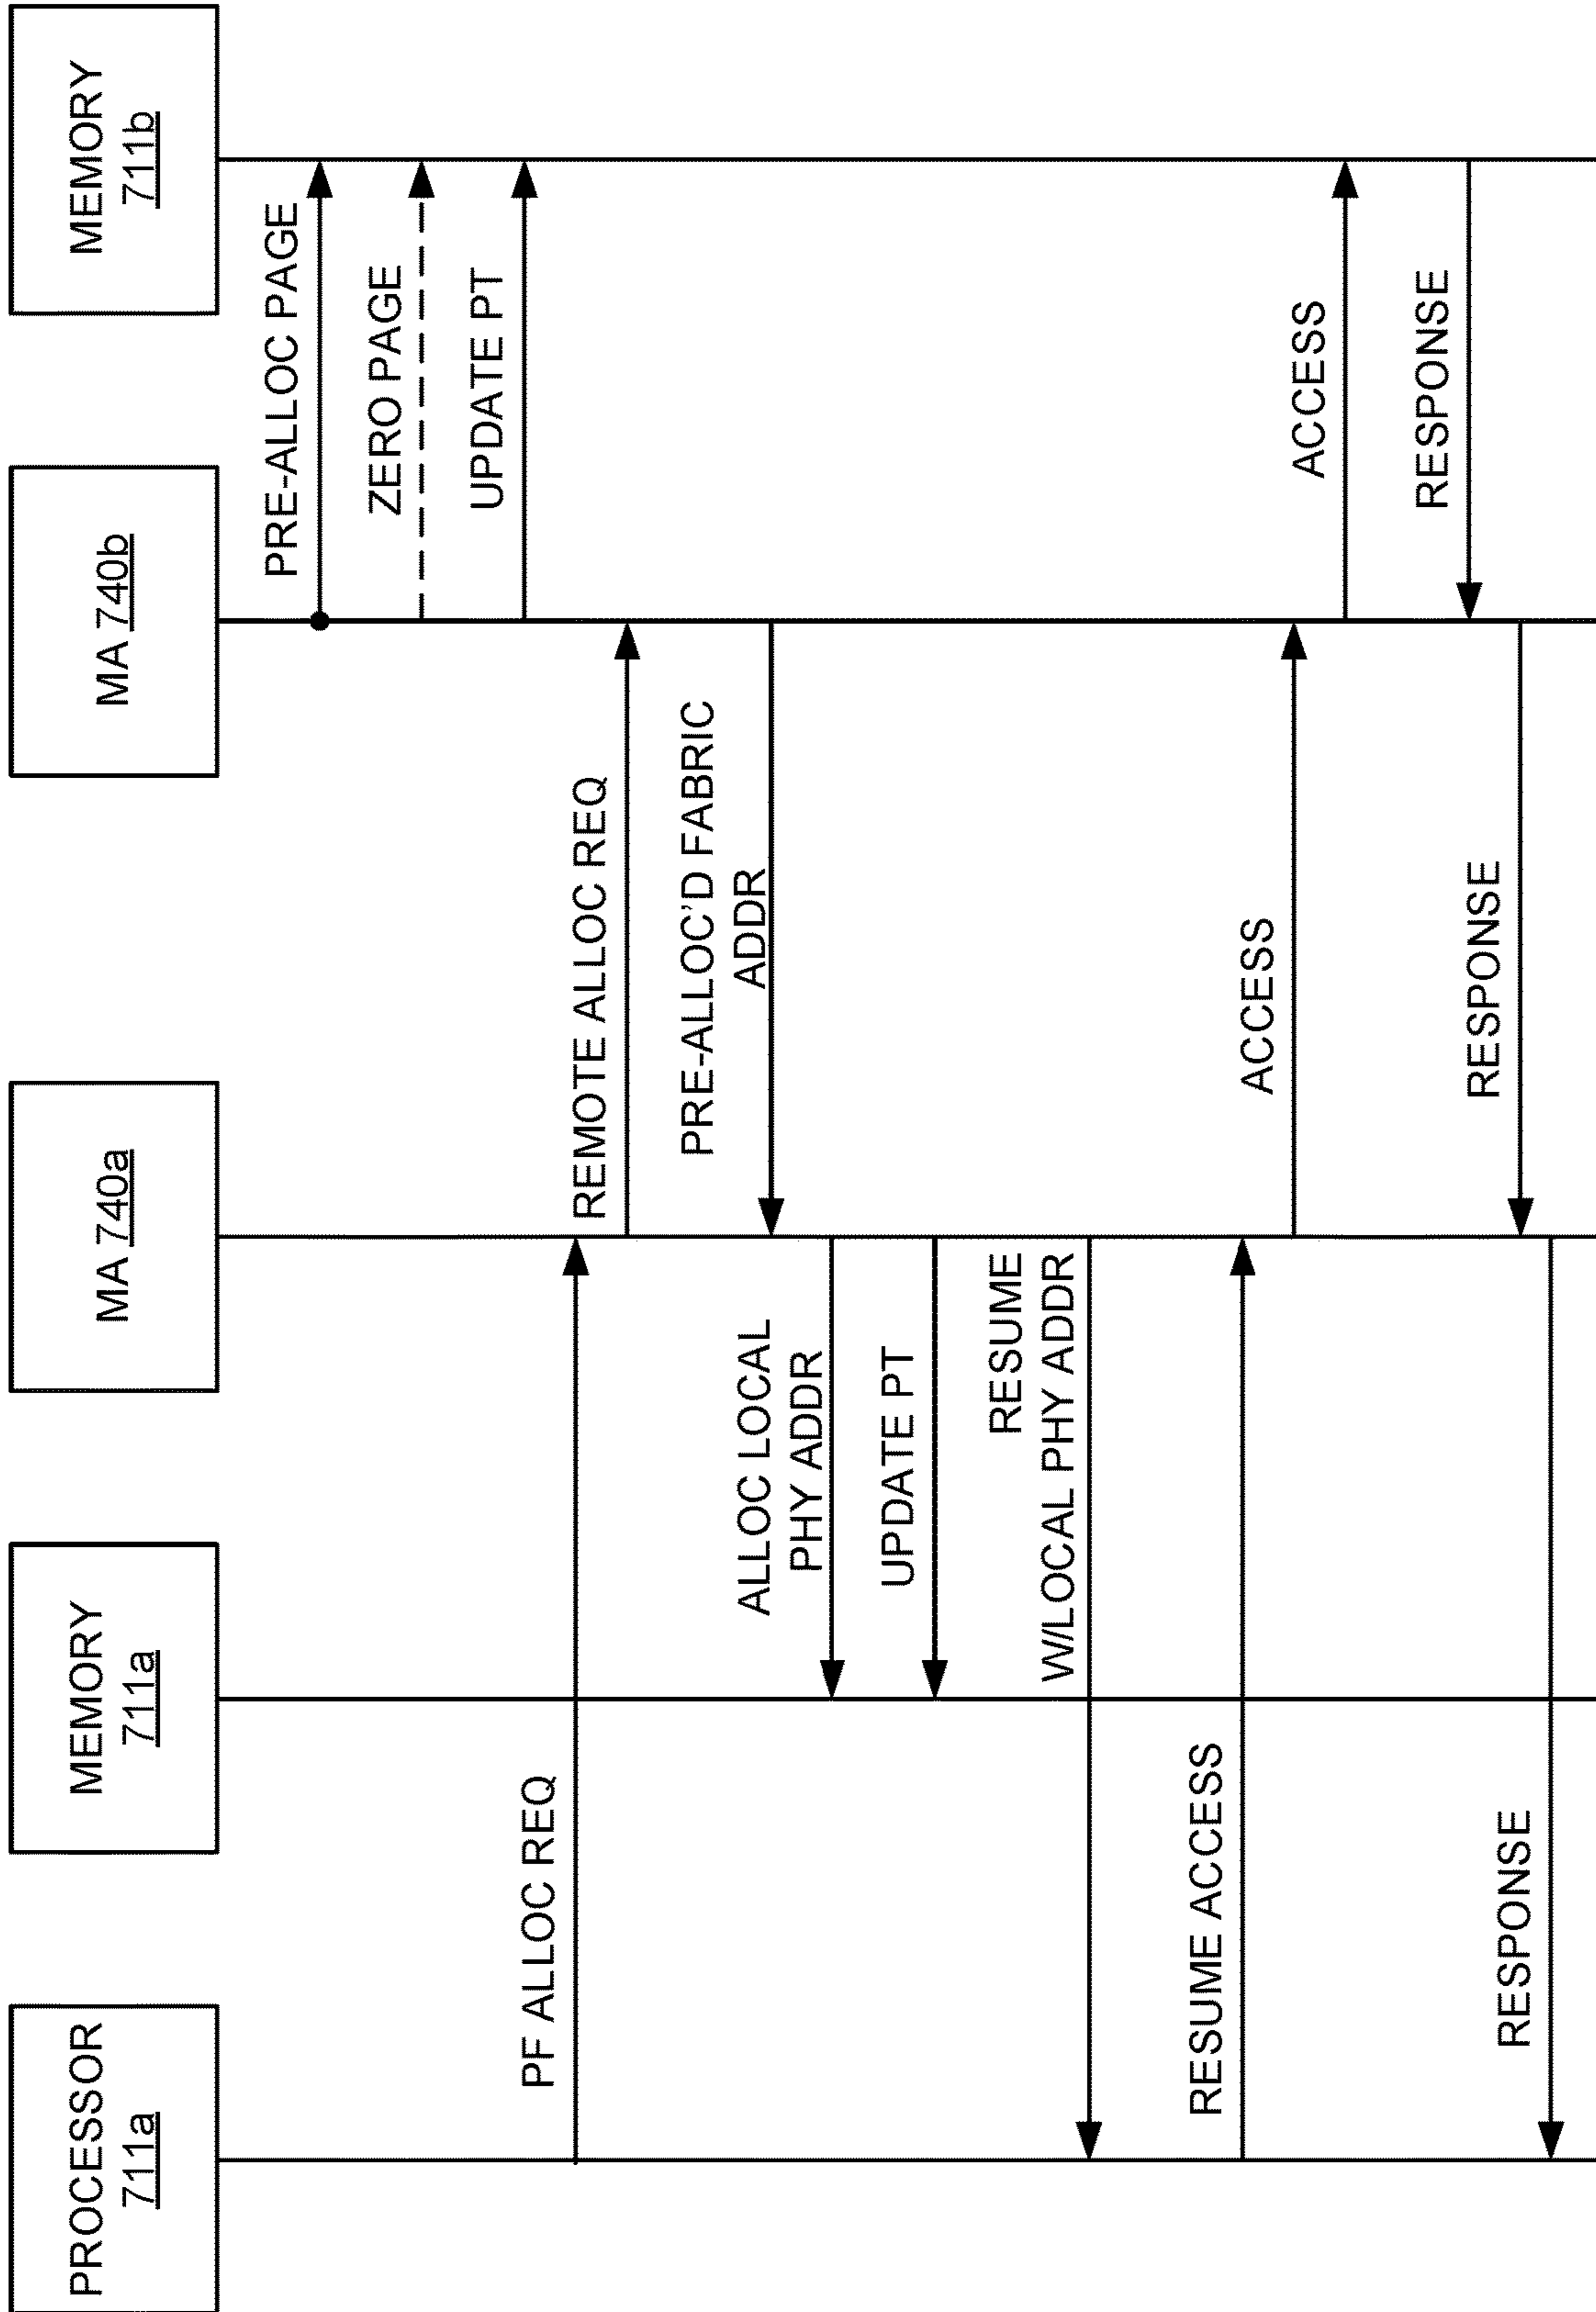 PROCESSOR
711a
MEMORY
711a
MA 740a
MA 740b
MEMORY
711b
PRE-ALLOC PAGE
ZERO PAGE
UPDATE PT
PF ALLOC REQ
REMOTE ALLOC REQ
PRE-ALLOC'D FABRIC
ADDR
ALLOC LOCAL
PHY ADDR
UPDATE PT
RESUME
W/LOCAL PHY ADDR
RESUME ACCESS
ACCESS
ACCESS
RESPONSE
RESPONSE
RESPONSE